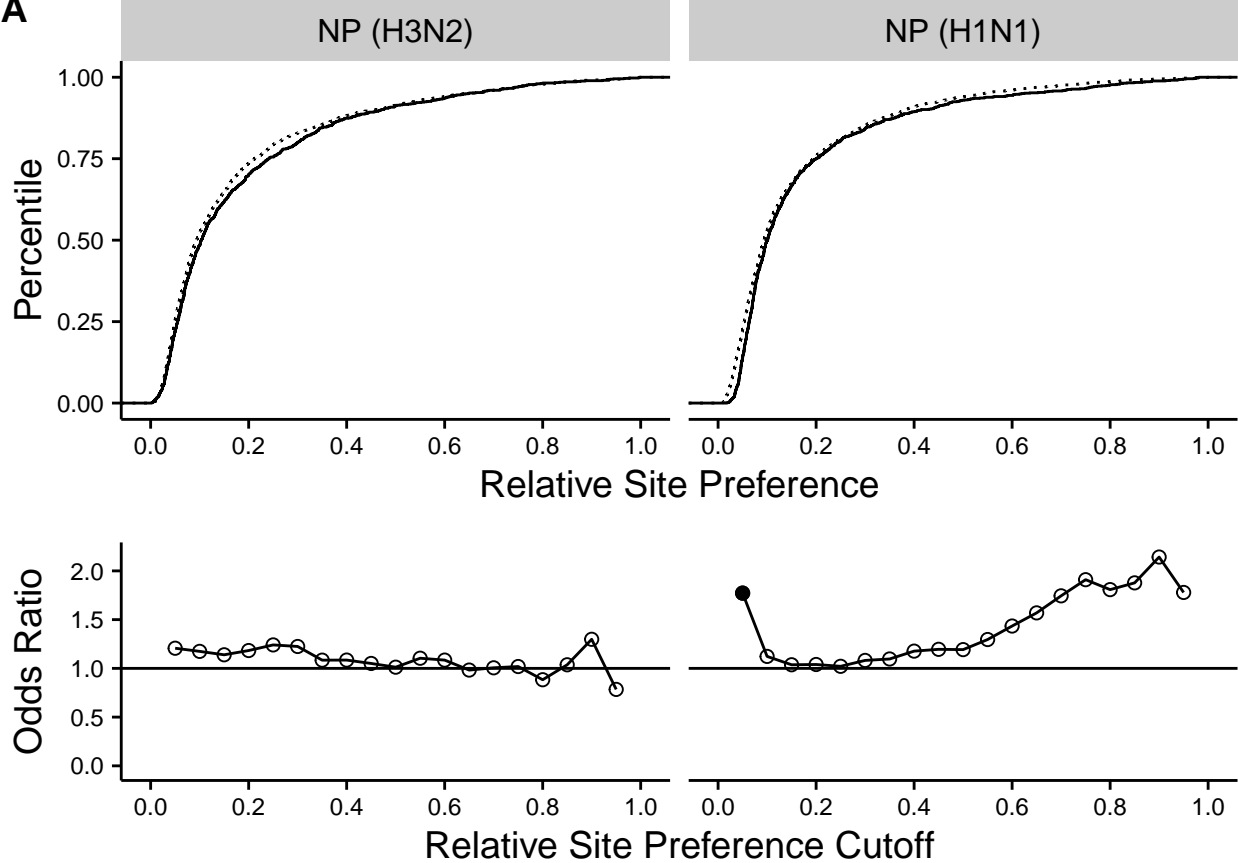 A
NP (H3N2)
NP (H1N1)
Percentile
1.00
0.75
0.50
0.25
0.00
0.0 0.2 0.4 0.6 0.8 1.0
0.0 0.2 0.4 0.6 0.8 1.0
Relative Site Preference
Odds Ratio
2.0
1.5
1.0
0.5
0.0
0.0 0.2 0.4 0.6 0.8 1.0
0.0 0.2 0.4 0.6 0.8 1.0
Relative Site Preference Cutoff